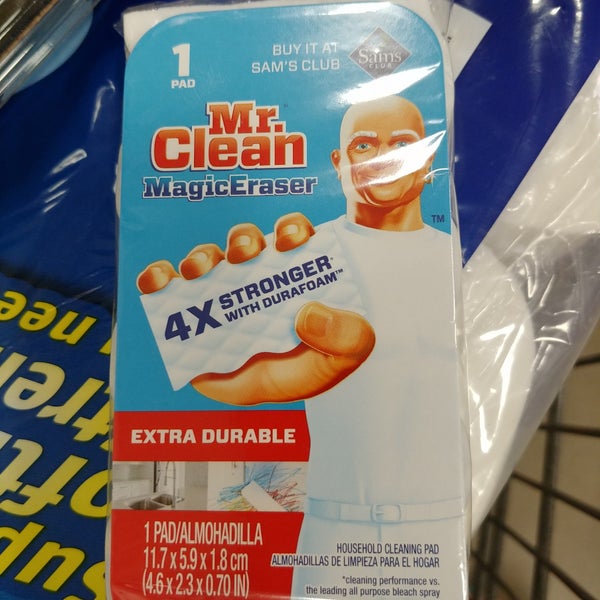 1
PAD
BUY IT AT
SAM'S CLUB
Sam's
CLUB
Mr.
Clean
MagicEraser
TM
4X STRONGER*
WITH DURAFOAM™
EXTRA DURABLE
1 PAD/ALMOHADILLA
11.7 x 5.9 x 1.8 cm
(4.6 x 2.3 x 0.70 IN)
HOUSEHOLD CLEANING PAD
ALMOHADILLAS DE LIMPIEZA PARA EL HOGAR
*cleaning performance vs.
the leading all purpose bleach spray